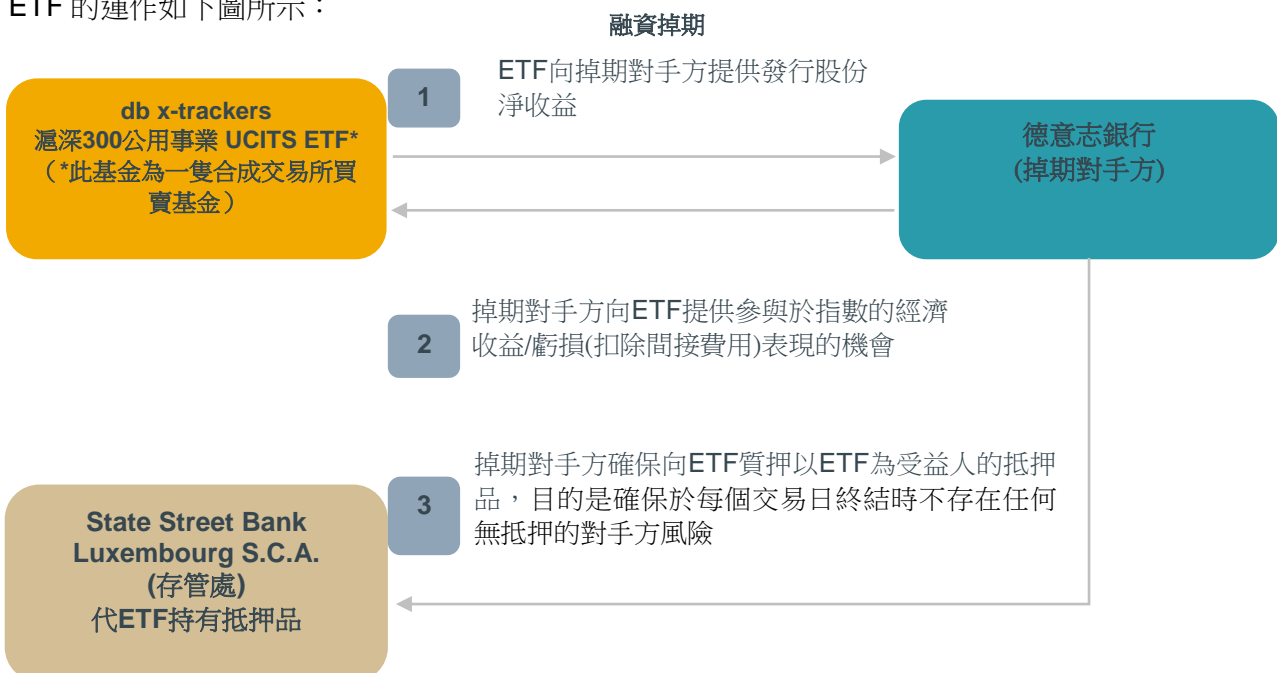 ETF 的運作如下圖所示：
融資掉期
1
ETF向掉期對手方提供發行股份
淨收益
db x-trackers
滬深300公用事業 UCITS ETF*
（*此基金為一隻合成交易所買
賣基金）
德意志銀行
(掉期對手方)
2
掉期對手方向ETF提供參與於指數的經濟
收益/虧損(扣除間接費用)表現的機會
3
掉期對手方確保向ETF質押以ETF為受益人的抵押
品，目的是確保於每個交易日終結時不存在任何
無抵押的對手方風險
State Street Bank
Luxembourg S.C.A.
(存管處)
代ETF持有抵押品